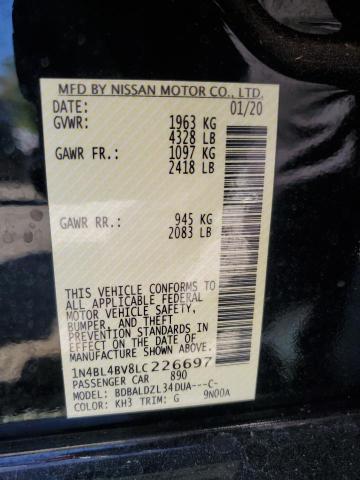 MFD BY NISSAN MOTOR CO., LTD.
DATE: 01/20
GVWR: 1963 KG
4328 LB
GAWR FR.: 1097 KG
2418 LB
GAWR RR.: 945 KG
2083 LB
THIS VEHICLE CONFORMS TO
ALL APPLICABLE FEDERAL
MOTOR VEHICLE SAFETY,
BUMPER, AND THEFT
PREVENTION STANDARDS IN
EFFECT ON THE DATE OF
MANUFACTURE SHOWN ABOVE.
1N4BL4BV8LC226697
PASSENGER CAR 890
MODEL: BDBALDZL34DUA---C-
COLOR: KH3 TRIM: G 9N00A